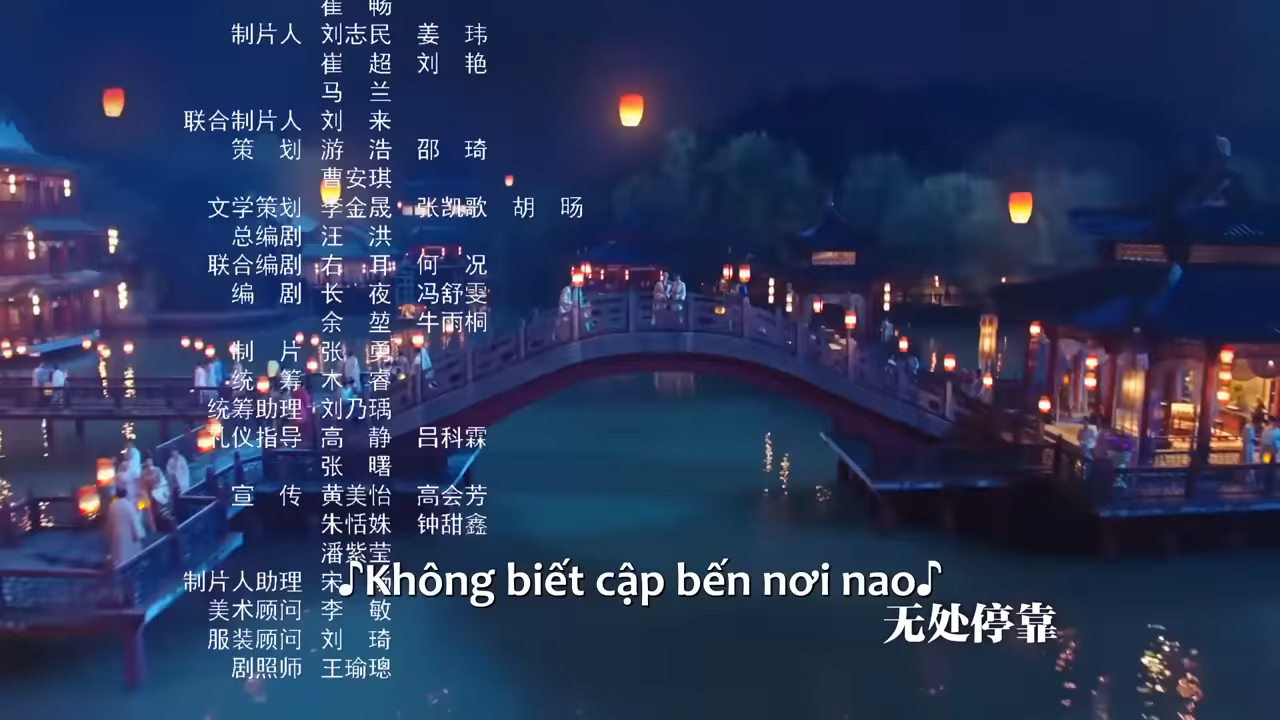 崔 畅
制片人 刘志民 姜 玮
崔 超 刘 艳
马 兰
联合制片人 刘 来
策 划 游 浩 邵 琦
曹安琪
文学策划 李金晟 张凯歌 胡 旸
总编剧 汪 洪
联合编剧 右 耳 何 况
编 剧 长 夜 冯舒雯
余 堃 牛雨桐
制 片 张 勇
统 筹 木 睿
统筹助理 刘乃瑀
礼仪指导 高 静 吕科霖
张 曙
宣 传 黄美怡 高会芳
朱恬姝 钟甜鑫
潘紫莹
制片人助理 宋
♪Không biết cập bến nơi nao♪
美术顾问 李 敏
无处停靠
服装顾问 刘 琦
剧照师 王瑜璁